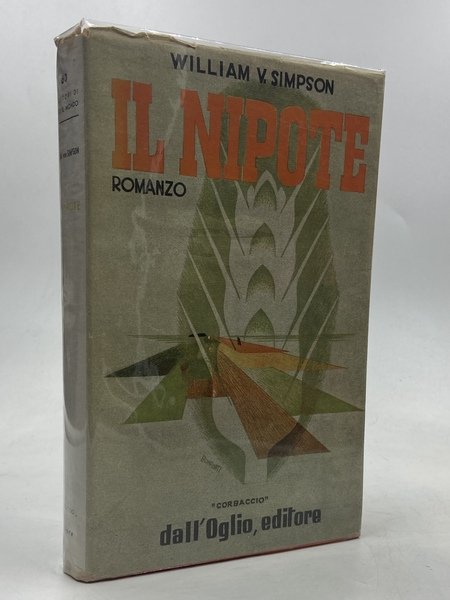 WILLIAM V. SIMPSON
IL NIPOTE
ROMANZO
"CORBACCIO"
dall'Oglio, editore